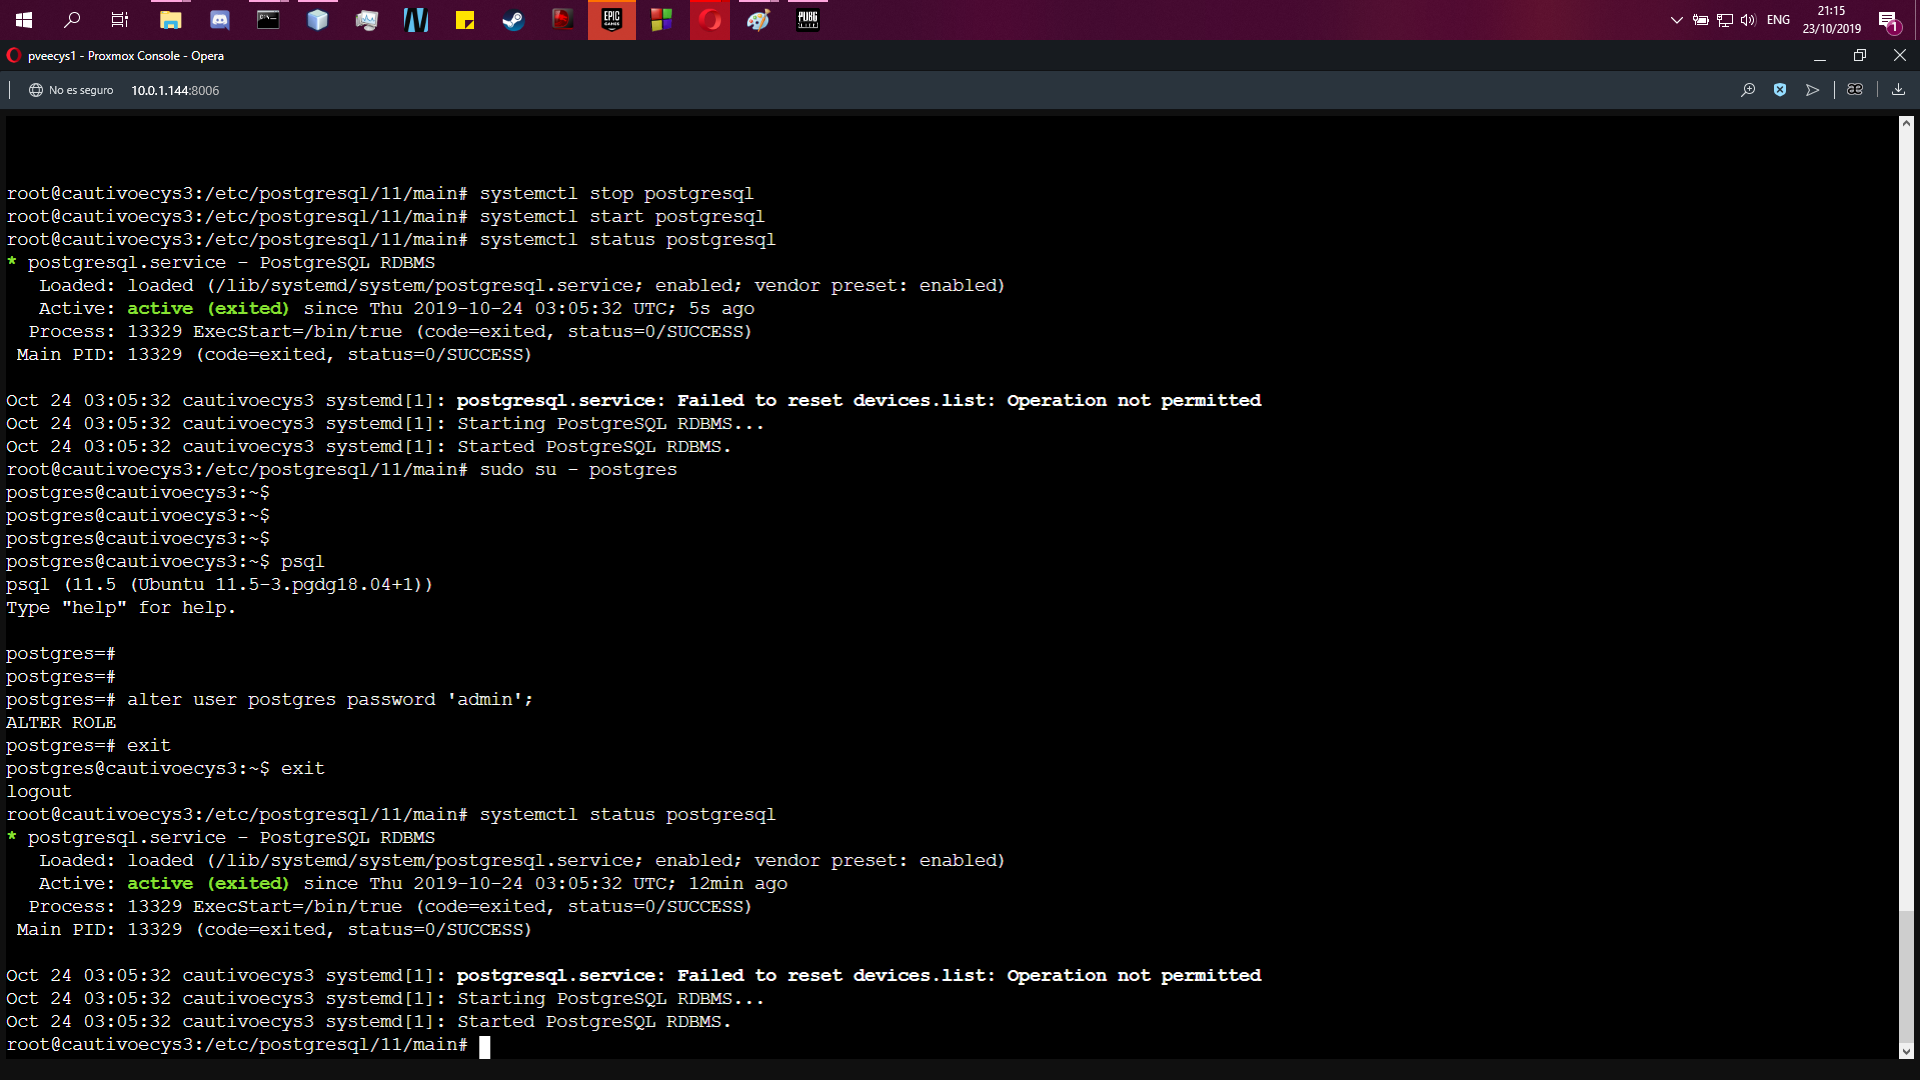 EPIC
GAMES
PUBG
LITE
ENG
21:15
23/10/2019
1
pveecys1 - Proxmox Console - Opera
No es seguro
10.0.1.144:8006
root@cautivoecys3:/etc/postgresql/11/main# systemctl stop postgresql
root@cautivoecys3:/etc/postgresql/11/main# systemctl start postgresql
root@cautivoecys3:/etc/postgresql/11/main# systemctl status postgresql
* postgresql.service - PostgreSQL RDBMS
   Loaded: loaded (/lib/systemd/system/postgresql.service; enabled; vendor preset: enabled)
   Active: active (exited) since Thu 2019-10-24 03:05:32 UTC; 5s ago
  Process: 13329 ExecStart=/bin/true (code=exited, status=0/SUCCESS)
 Main PID: 13329 (code=exited, status=0/SUCCESS)
Oct 24 03:05:32 cautivoecys3 systemd[1]: postgresql.service: Failed to reset devices.list: Operation not permitted
Oct 24 03:05:32 cautivoecys3 systemd[1]: Starting PostgreSQL RDBMS...
Oct 24 03:05:32 cautivoecys3 systemd[1]: Started PostgreSQL RDBMS.
root@cautivoecys3:/etc/postgresql/11/main# sudo su - postgres
postgres@cautivoecys3:~$
postgres@cautivoecys3:~$
postgres@cautivoecys3:~$
postgres@cautivoecys3:~$ psql
psql (11.5 (Ubuntu 11.5-3.pgdg18.04+1))
Type "help" for help.
postgres=#
postgres=#
postgres=# alter user postgres password 'admin';
ALTER ROLE
postgres=# exit
postgres@cautivoecys3:~$ exit
logout
root@cautivoecys3:/etc/postgresql/11/main# systemctl status postgresql
* postgresql.service - PostgreSQL RDBMS
   Loaded: loaded (/lib/systemd/system/postgresql.service; enabled; vendor preset: enabled)
   Active: active (exited) since Thu 2019-10-24 03:05:32 UTC; 12min ago
  Process: 13329 ExecStart=/bin/true (code=exited, status=0/SUCCESS)
 Main PID: 13329 (code=exited, status=0/SUCCESS)
Oct 24 03:05:32 cautivoecys3 systemd[1]: postgresql.service: Failed to reset devices.list: Operation not permitted
Oct 24 03:05:32 cautivoecys3 systemd[1]: Starting PostgreSQL RDBMS...
Oct 24 03:05:32 cautivoecys3 systemd[1]: Started PostgreSQL RDBMS.
root@cautivoecys3:/etc/postgresql/11/main#